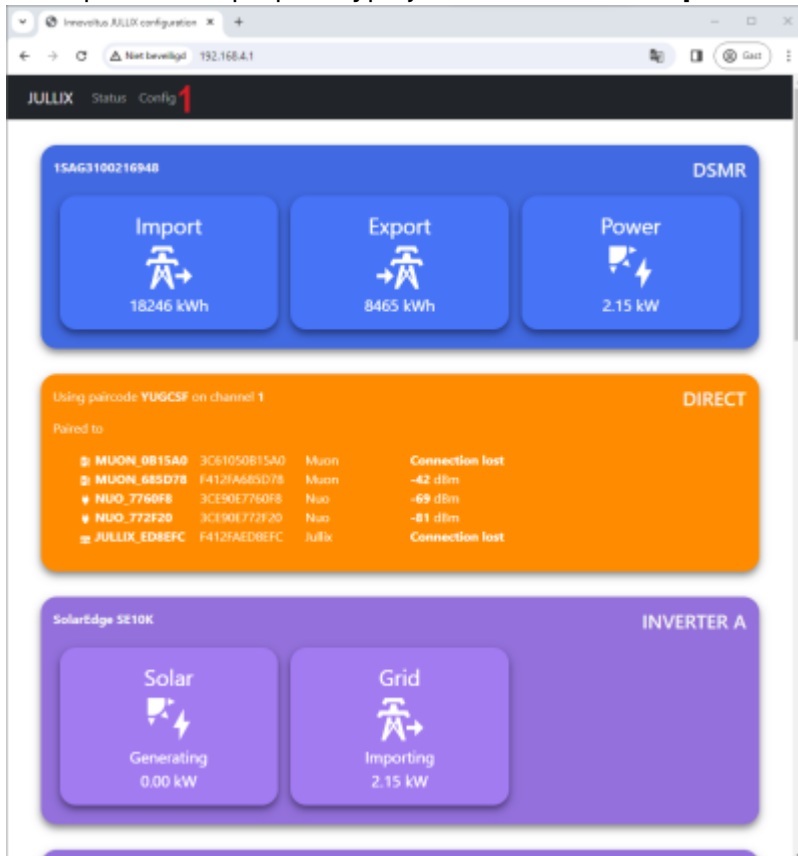 Innovoltus JULLIX configuration
Niet beveiligd 192.168.4.1 Gast
JULLIX Status Config 1
1SAG3100216948 DSMR
Import Export Power
18246 kWh 8465 kWh 2.15 kW
Using paircode YUGCSF on channel 1 DIRECT
Paired to
MUON_0B15A0 3C61050B15A0 Muon Connection lost
MUON_685D78 F412FA685D78 Muon -42 dBm
NUO_7760F8 3CE90E7760F8 Nuo -69 dBm
NUO_772F20 3CE90E772F20 Nuo -81 dBm
JULLIX_ED8EFC F412FAED8EFC Jullix Connection lost
SolarEdge SE10K INVERTER A
Solar Grid
Generating Importing
0.00 kW 2.15 kW